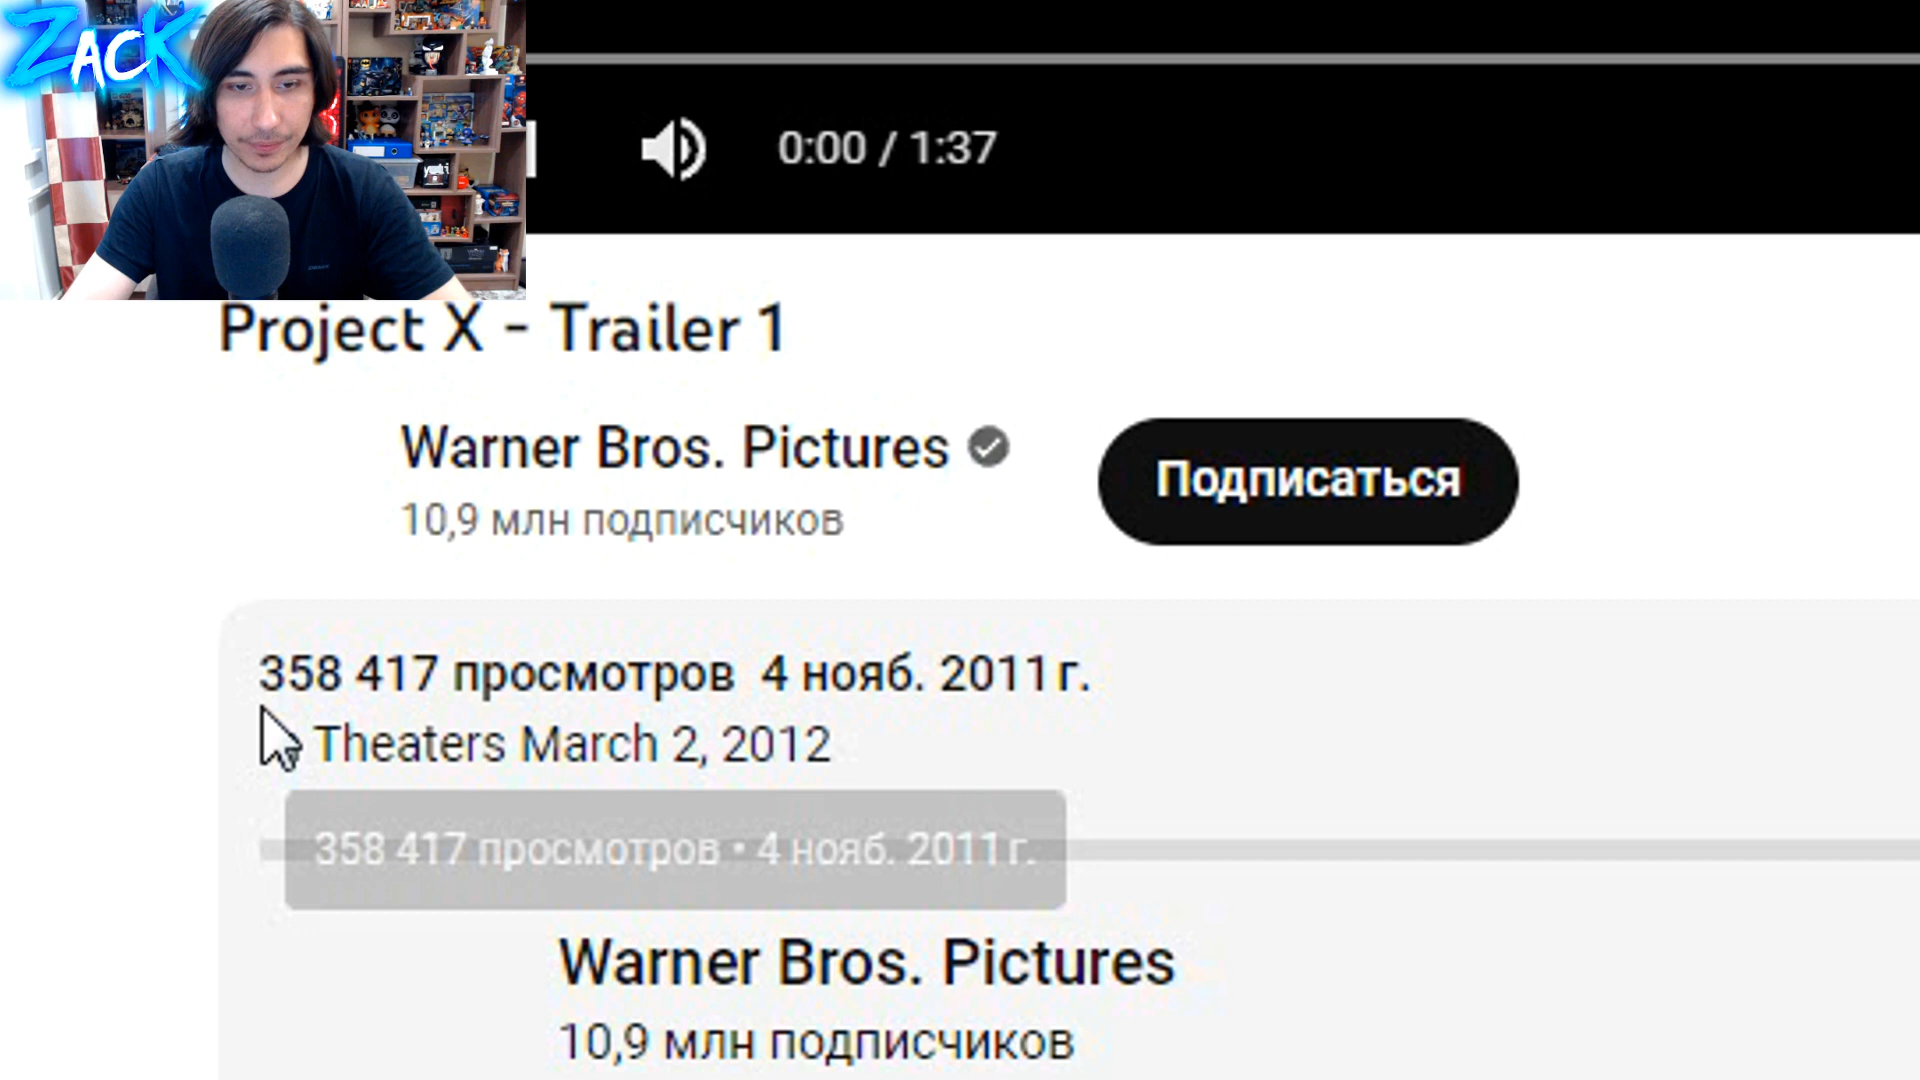 ZACK
0:00 / 1:37
Project X - Trailer 1
Warner Bros. Pictures
Подписаться
10,9 млн подписчиков
358 417 просмотров 4 нояб. 2011 г.
Theaters March 2, 2012
358 417 просмотров • 4 нояб. 2011 г.
Warner Bros. Pictures
10,9 млн подписчиков